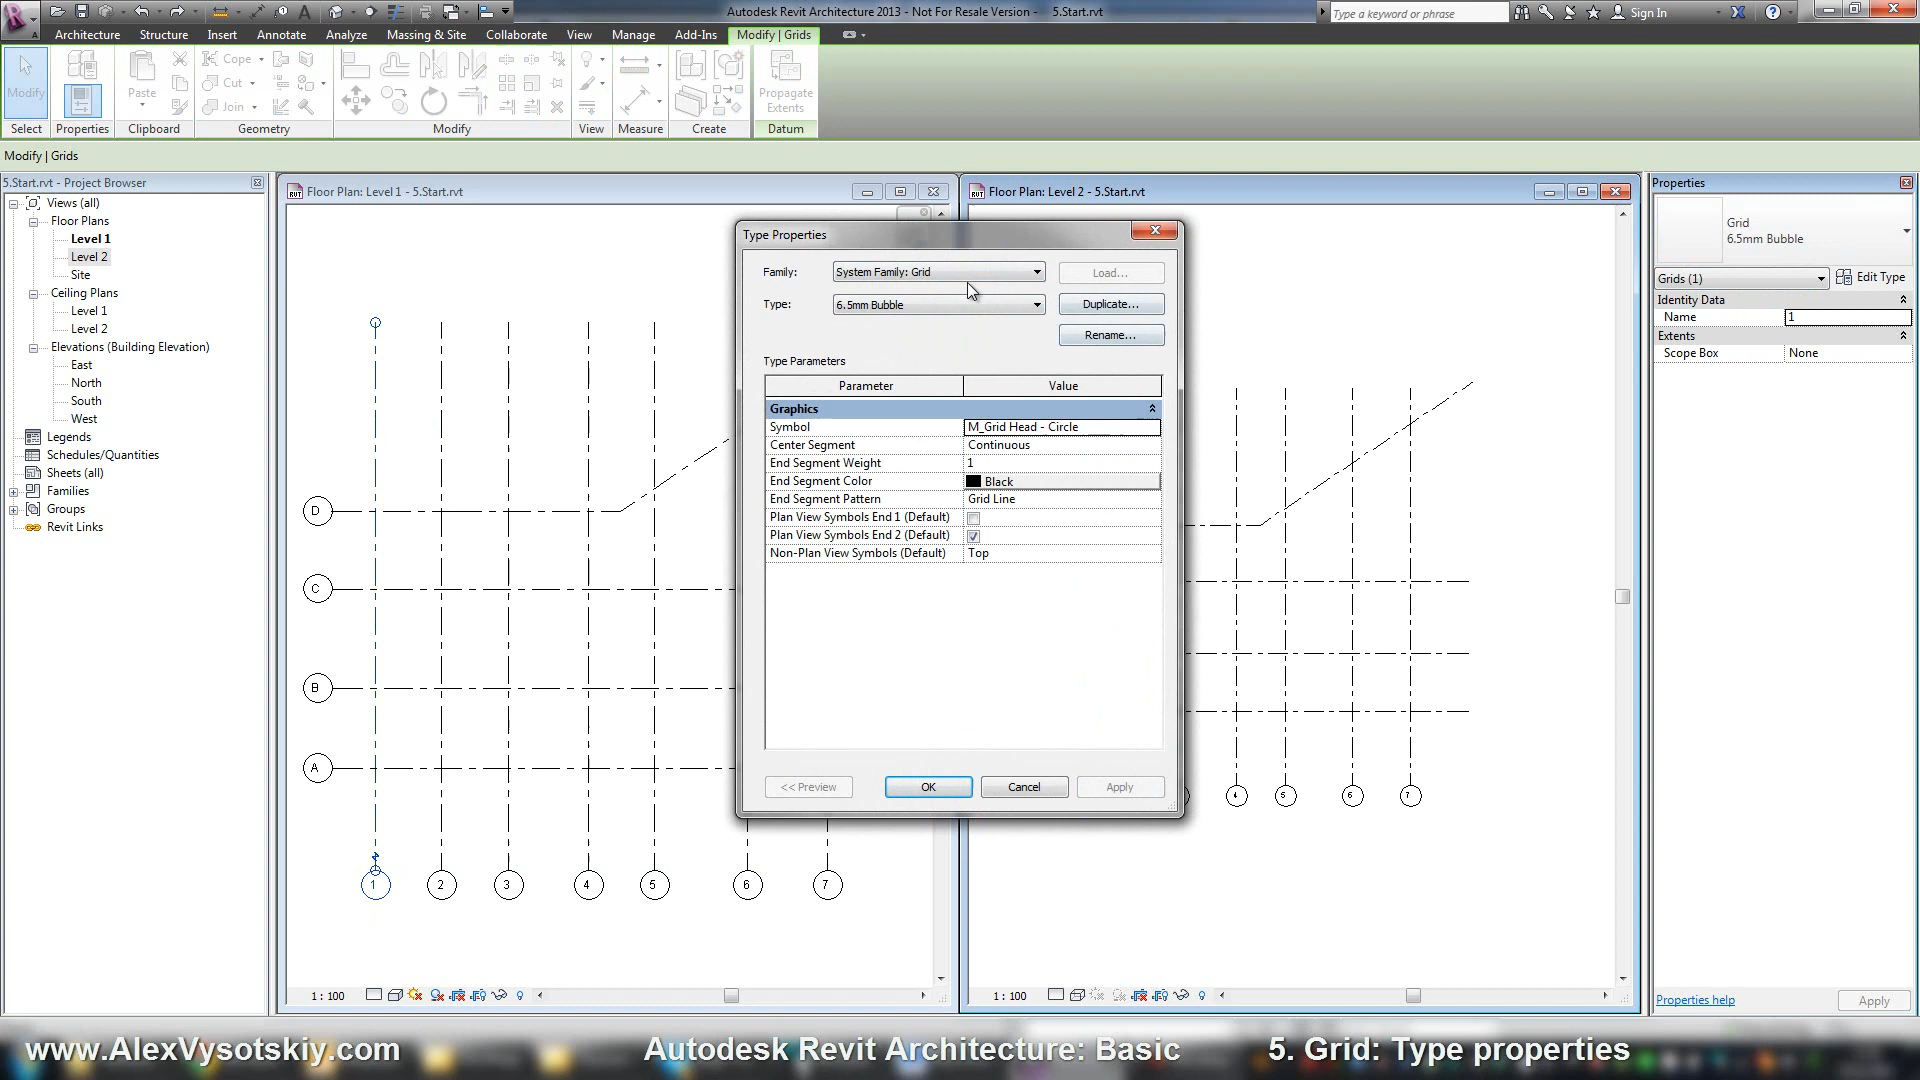 Autodesk Revit Architecture 2013 - Not For Resale Version - 5.Start.rvt
Type a keyword or phrase
Sign In
Architecture Structure Insert Annotate Analyze Massing & Site Collaborate View Manage Add-Ins Modify | Grids
Modify
Paste
Cope
Cut
Join
Propagate
Extents
Select Properties Clipboard Geometry Modify View Measure Create Datum
Modify | Grids
5.Start.rvt - Project Browser
Views (all)
Floor Plans
Level 1
Level 2
Site
Ceiling Plans
Level 1
Level 2
Elevations (Building Elevation)
East
North
South
West
Legends
Schedules/Quantities
Sheets (all)
Families
Groups
Revit Links
Floor Plan: Level 1 - 5.Start.rvt
D
C
B
A
1 2 3 4 5 6 7
1 : 100
Floor Plan: Level 2 - 5.Start.rvt
4 5 6 7
1 : 100
Type Properties
Family: System Family: Grid Load...
Type: 6.5mm Bubble Duplicate...
Rename...
Type Parameters
Parameter Value
Graphics
Symbol M_Grid Head - Circle
Center Segment Continuous
End Segment Weight 1
End Segment Color Black
End Segment Pattern Grid Line
Plan View Symbols End 1 (Default)
Plan View Symbols End 2 (Default)
Non-Plan View Symbols (Default) Top
<< Preview OK Cancel Apply
Properties
Grid
6.5mm Bubble
Grids (1) Edit Type
Identity Data
Name 1
Extents
Scope Box None
Properties help Apply
www.AlexVysotskiy.com Autodesk Revit Architecture: Basic 5. Grid: Type properties